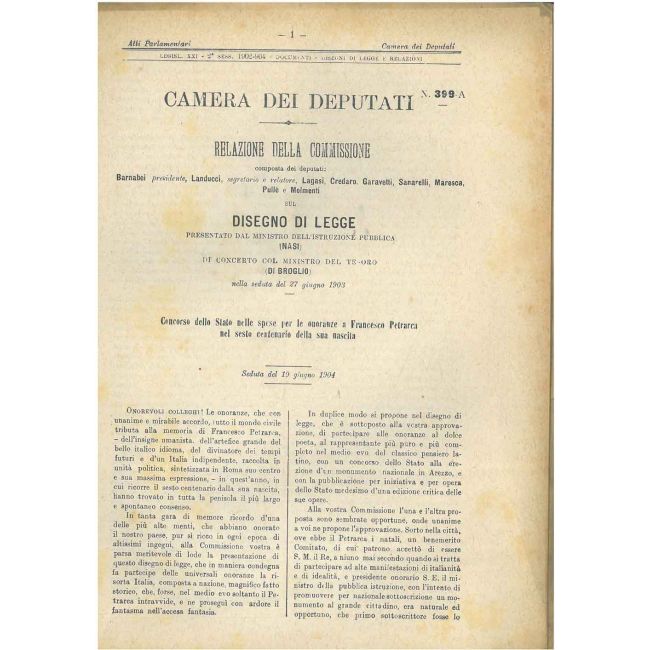 — 1 —
Atti Parlamentari Camera dei Deputati
LEGISL. XXI - 2ª SESS. 1902-904 - DOCUMENTI - DISEGNI DI LEGGE E RELAZIONI
CAMERA DEI DEPUTATI N. 399-A
RELAZIONE DELLA COMMISSIONE
composta dei deputati:
Barnabei presidente, Landucci, segretario e relatore, Lagasi, Credaro, Garavetti, Sanarelli, Maresca,
Pullè e Molmenti
SUL
DISEGNO DI LEGGE
PRESENTATO DAL MINISTRO DELL'ISTRUZIONE PUBBLICA
(NASI)
DI CONCERTO COL MINISTRO DEL TE-ORO
(DI BROGLIO)
nella seduta del 27 giugno 1903
Concorso dello Stato nelle spese per le onoranze a Francesco Petrarca
nel sesto centenario della sua nascita
Seduta del 19 giugno 1904
ONOREVOLI COLLEGHI! Le onoranze, che con
unanime e mirabile accordo, tutto il mondo civile
tributa alla memoria di Francesco Petrarca,
- dell'insigne umanista, dell'artefice grande del
bello italico idioma, del divinatore dei tempi
futuri e d'un Italia indipendente, raccolta in
unità politica, sintetizzata in Roma suo centro
e sua massima espressione, - in quest'anno, in
cui ricorre il sesto centenario dalla sua nascita,
hanno trovato in tutta la penisola il più largo
e spontaneo consenso.
In tanta gara di memore ricordo d'una
delle più alte menti, che abbiano onorato
il nostro paese, pur sì ricco in ogni epoca di
altissimi ingegni, alla Commissione vostra è
parsa meritevole di lode la presentazione di
questo disegno di legge, che in maniera condegna
fa partecipe delle universali onoranze la ri-
sorta Italia, composta a nazione, magnifico fatto
storico, che, forse, nel medio evo soltanto il Pe-
trarca intravvide, e ne proseguì con ardore il
fantasma nell'accesa fantasia.
In duplice modo si propone nel disegno di
legge, che è sottoposto alla vostra approva-
zione, di partecipare alle onoranze al dolce
poeta, al rappresentante più puro e più com-
pleto nel medio evo del classico pensiero la-
tino, con un concorso dello Stato alla ere-
zione d'un monumento nazionale in Arezzo, e
con la pubblicazione per iniziativa e per opera
dello Stato medesimo d'una edizione critica delle
sue opere.
Alla vostra Commissione l'una e l'altra pro-
posta sono sembrate opportune, onde unanime
a voi ne propone l'approvazione. Sorto nella città,
ove ebbe il Petrarca i natali, un benemerito
Comitato, di cui patrono accettò di essere
S. M. il Re, a niuno mai secondo quando si tratta
di partecipare ad alte manifestazioni di italianità
e di idealità, e presidente onorario S. E. il mi-
nistro della pubblica istruzione, con l'intento di
promuovere per nazionale sottoscrizione un mo-
numento al grande cittadino, era naturale ed
opportuno, che primo sottoscrittore fosse lo